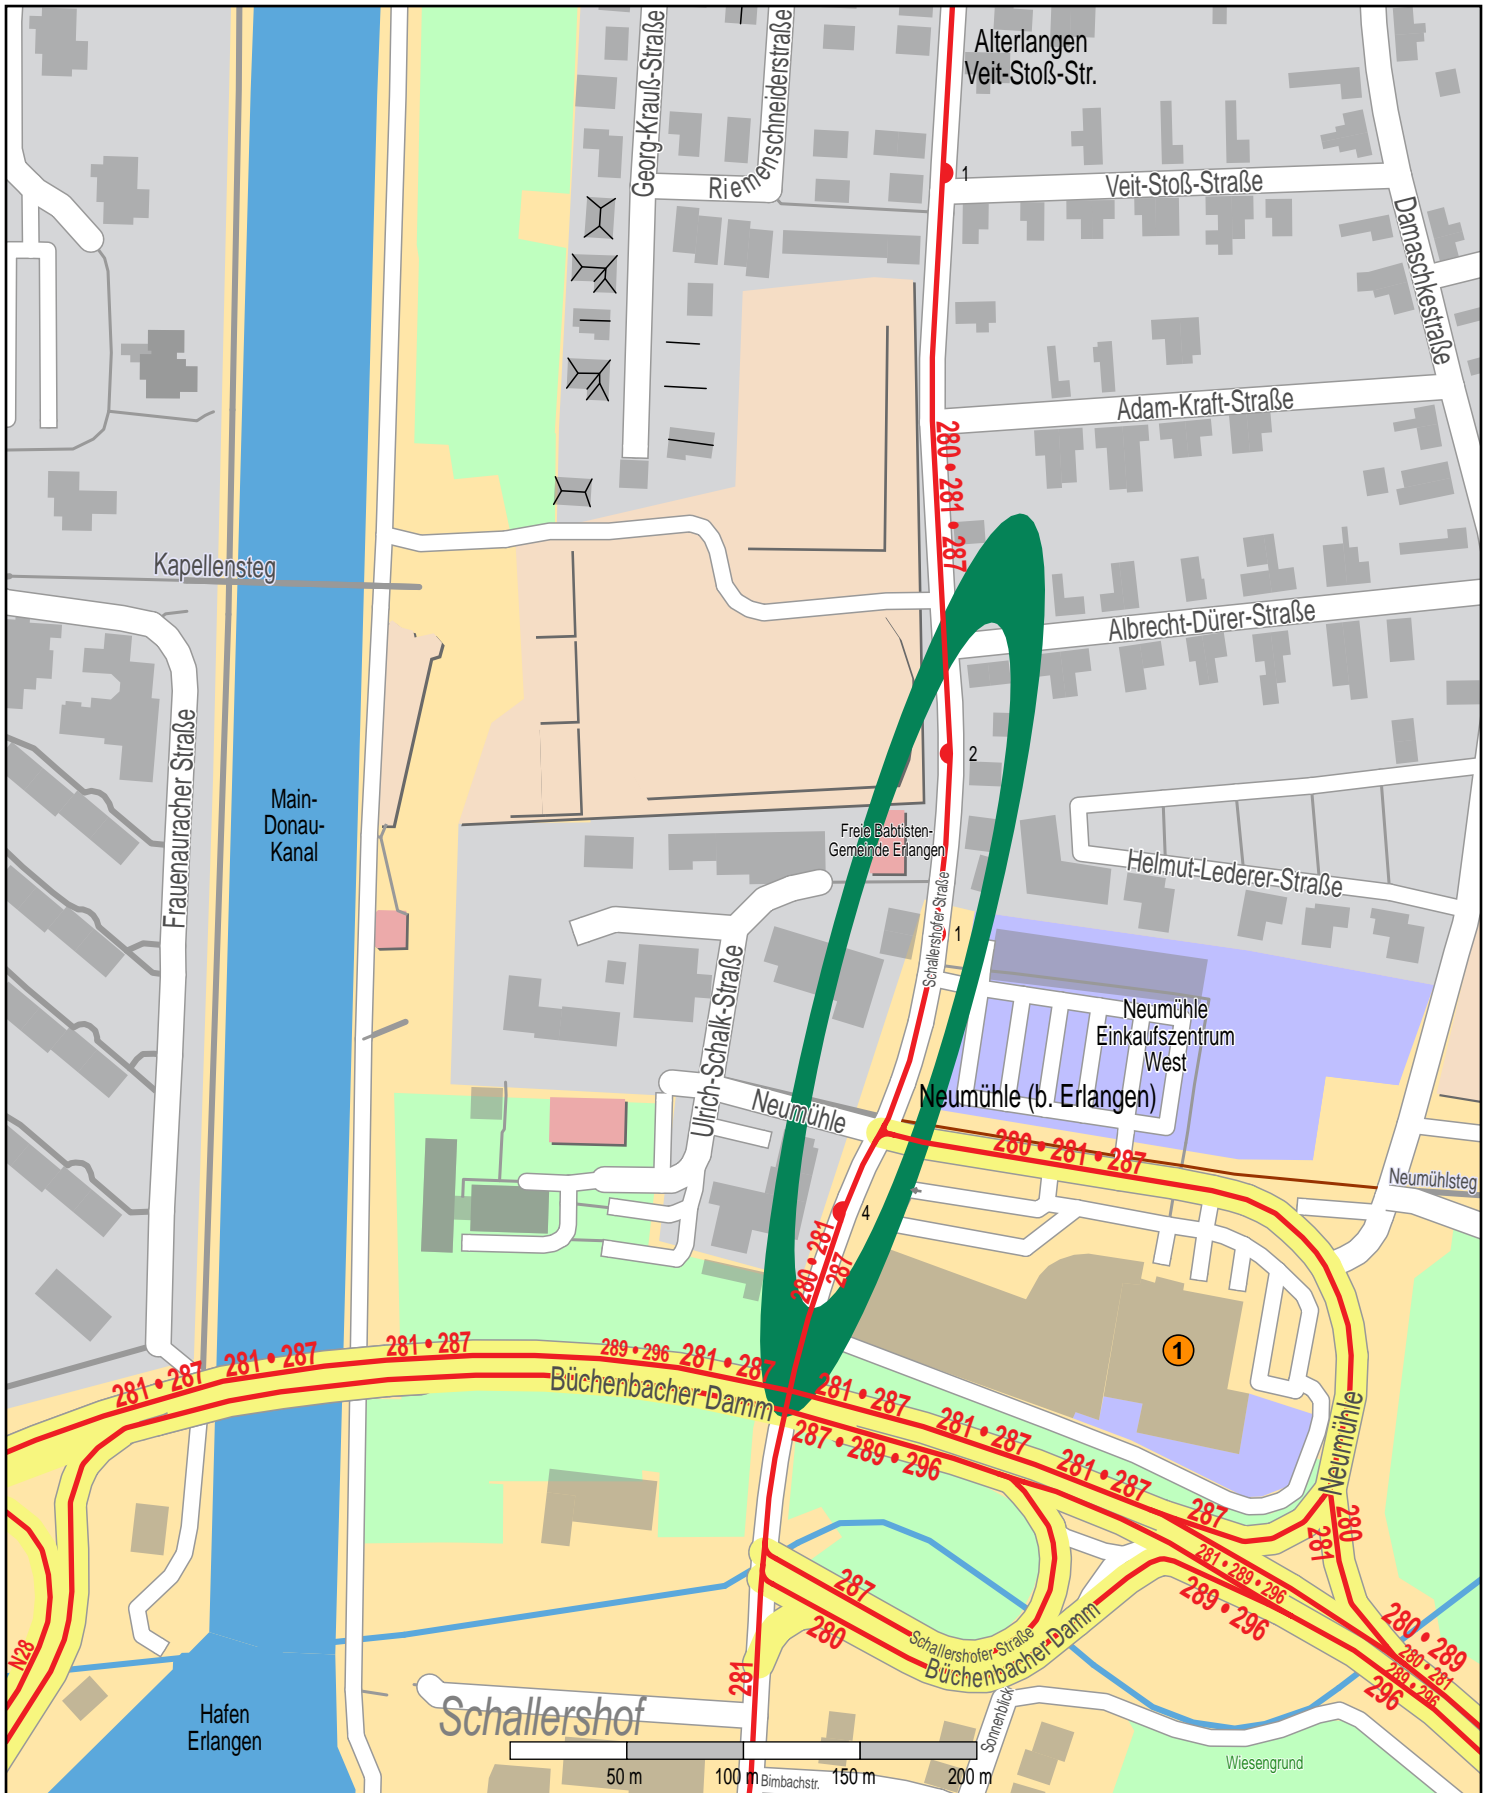 Alterlangen
Veit-Stoß-Str.
Georg-Krauß-Straße
Riemenschneiderstraße
1
Veit-Stoß-Straße
Damaschkestraße
Adam-Kraft-Straße
280 • 281 • 287
Kapellensteg
Albrecht-Dürer-Straße
Frauenauracher Straße
Main-
Donau-
Kanal
2
Freie Babtisten-
Gemeinde Erlangen
Helmut-Lederer-Straße
Schallershofer Straße
1
Ulrich-Schalk-Straße
Neumühle
Einkaufszentrum
West
Neumühle (b. Erlangen)
Neumühle
280 • 281 • 287
Neumühlsteg
4
280 • 281
287
1
281 • 287
281 • 287
281 • 287
289 • 296
281 • 287
Büchenbacher Damm
281 • 287
287 • 289 • 296
281 • 287
281 • 287
287
Neumühle
280
281
281 • 289 • 296
289 • 296
287
280
Schallershofer Straße
Büchenbacher Damm
280 • 289
280 • 281
289 • 296
296
N28
281
Hafen
Erlangen
Schallershof
Sonnenblick
Wiesengrund
50 m
100 m
150 m
200 m
Bimbachstr.